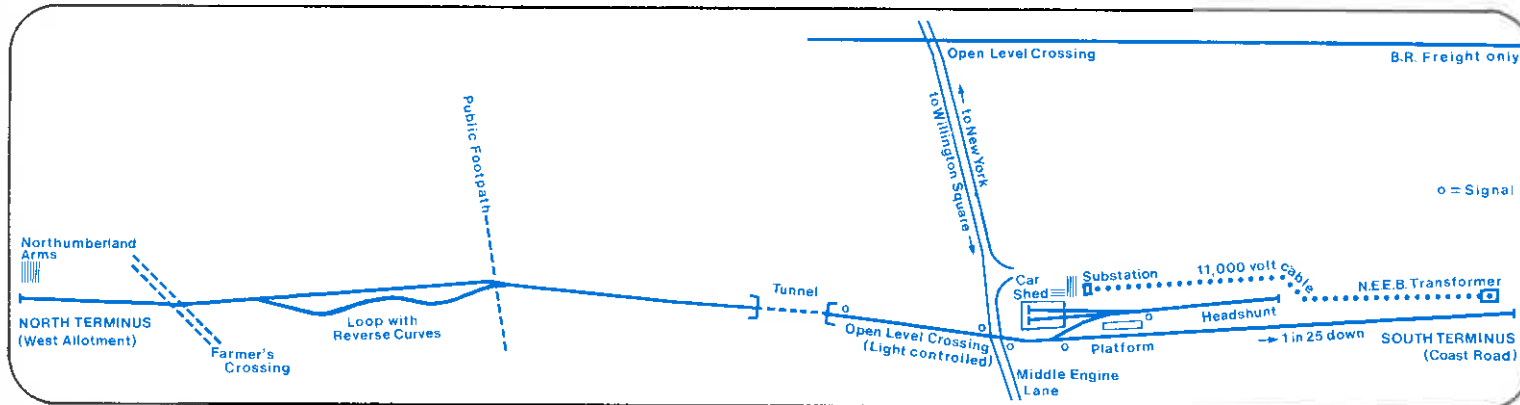 Open Level Crossing
B.R. Freight only
Public Footpath
to New York
to Willington Square
o = Signal
Northumberland
Arms
NORTH TERMINUS
(West Allotment)
Farmer's
Crossing
Loop with
Reverse Curves
Tunnel
Open Level Crossing
(Light controlled)
Car
Shed
Substation
11,000 volt cable
N.E.E.B. Transformer
Headshunt
Platform
1 in 25 down
SOUTH TERMINUS
(Coast Road)
Middle Engine
Lane